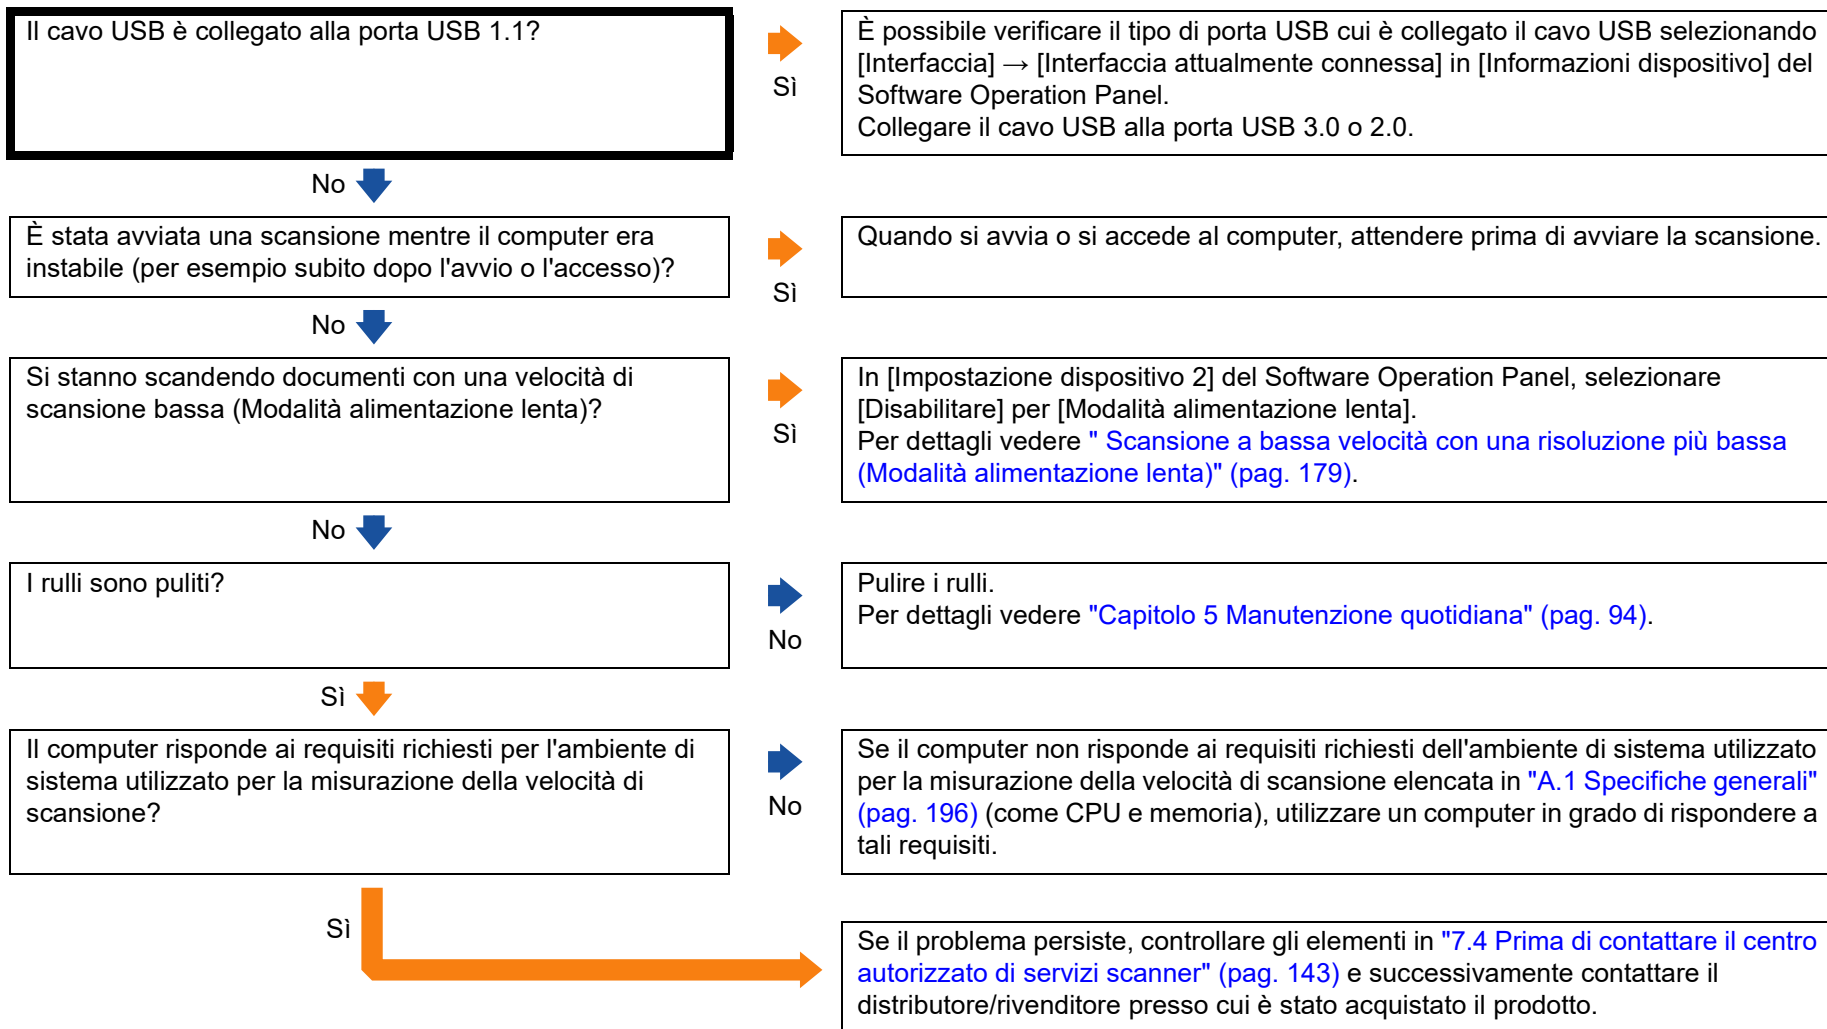 Il cavo USB è collegato alla porta USB 1.1?
Sì
È possibile verificare il tipo di porta USB cui è collegato il cavo USB selezionando
[Interfaccia] → [Interfaccia attualmente connessa] in [Informazioni dispositivo] del
Software Operation Panel.
Collegare il cavo USB alla porta USB 3.0 o 2.0.
No
È stata avviata una scansione mentre il computer era
instabile (per esempio subito dopo l'avvio o l'accesso)?
Sì
Quando si avvia o si accede al computer, attendere prima di avviare la scansione.
No
Si stanno scandendo documenti con una velocità di
scansione bassa (Modalità alimentazione lenta)?
Sì
In [Impostazione dispositivo 2] del Software Operation Panel, selezionare
[Disabilitare] per [Modalità alimentazione lenta].
Per dettagli vedere " Scansione a bassa velocità con una risoluzione più bassa
(Modalità alimentazione lenta)" (pag. 179).
No
I rulli sono puliti?
No
Pulire i rulli.
Per dettagli vedere "Capitolo 5 Manutenzione quotidiana" (pag. 94).
Sì
Il computer risponde ai requisiti richiesti per l'ambiente di
sistema utilizzato per la misurazione della velocità di
scansione?
No
Se il computer non risponde ai requisiti richiesti dell'ambiente di sistema utilizzato
per la misurazione della velocità di scansione elencata in "A.1 Specifiche generali"
(pag. 196) (come CPU e memoria), utilizzare un computer in grado di rispondere a
tali requisiti.
Sì
Se il problema persiste, controllare gli elementi in "7.4 Prima di contattare il centro
autorizzato di servizi scanner" (pag. 143) e successivamente contattare il
distributore/rivenditore presso cui è stato acquistato il prodotto.